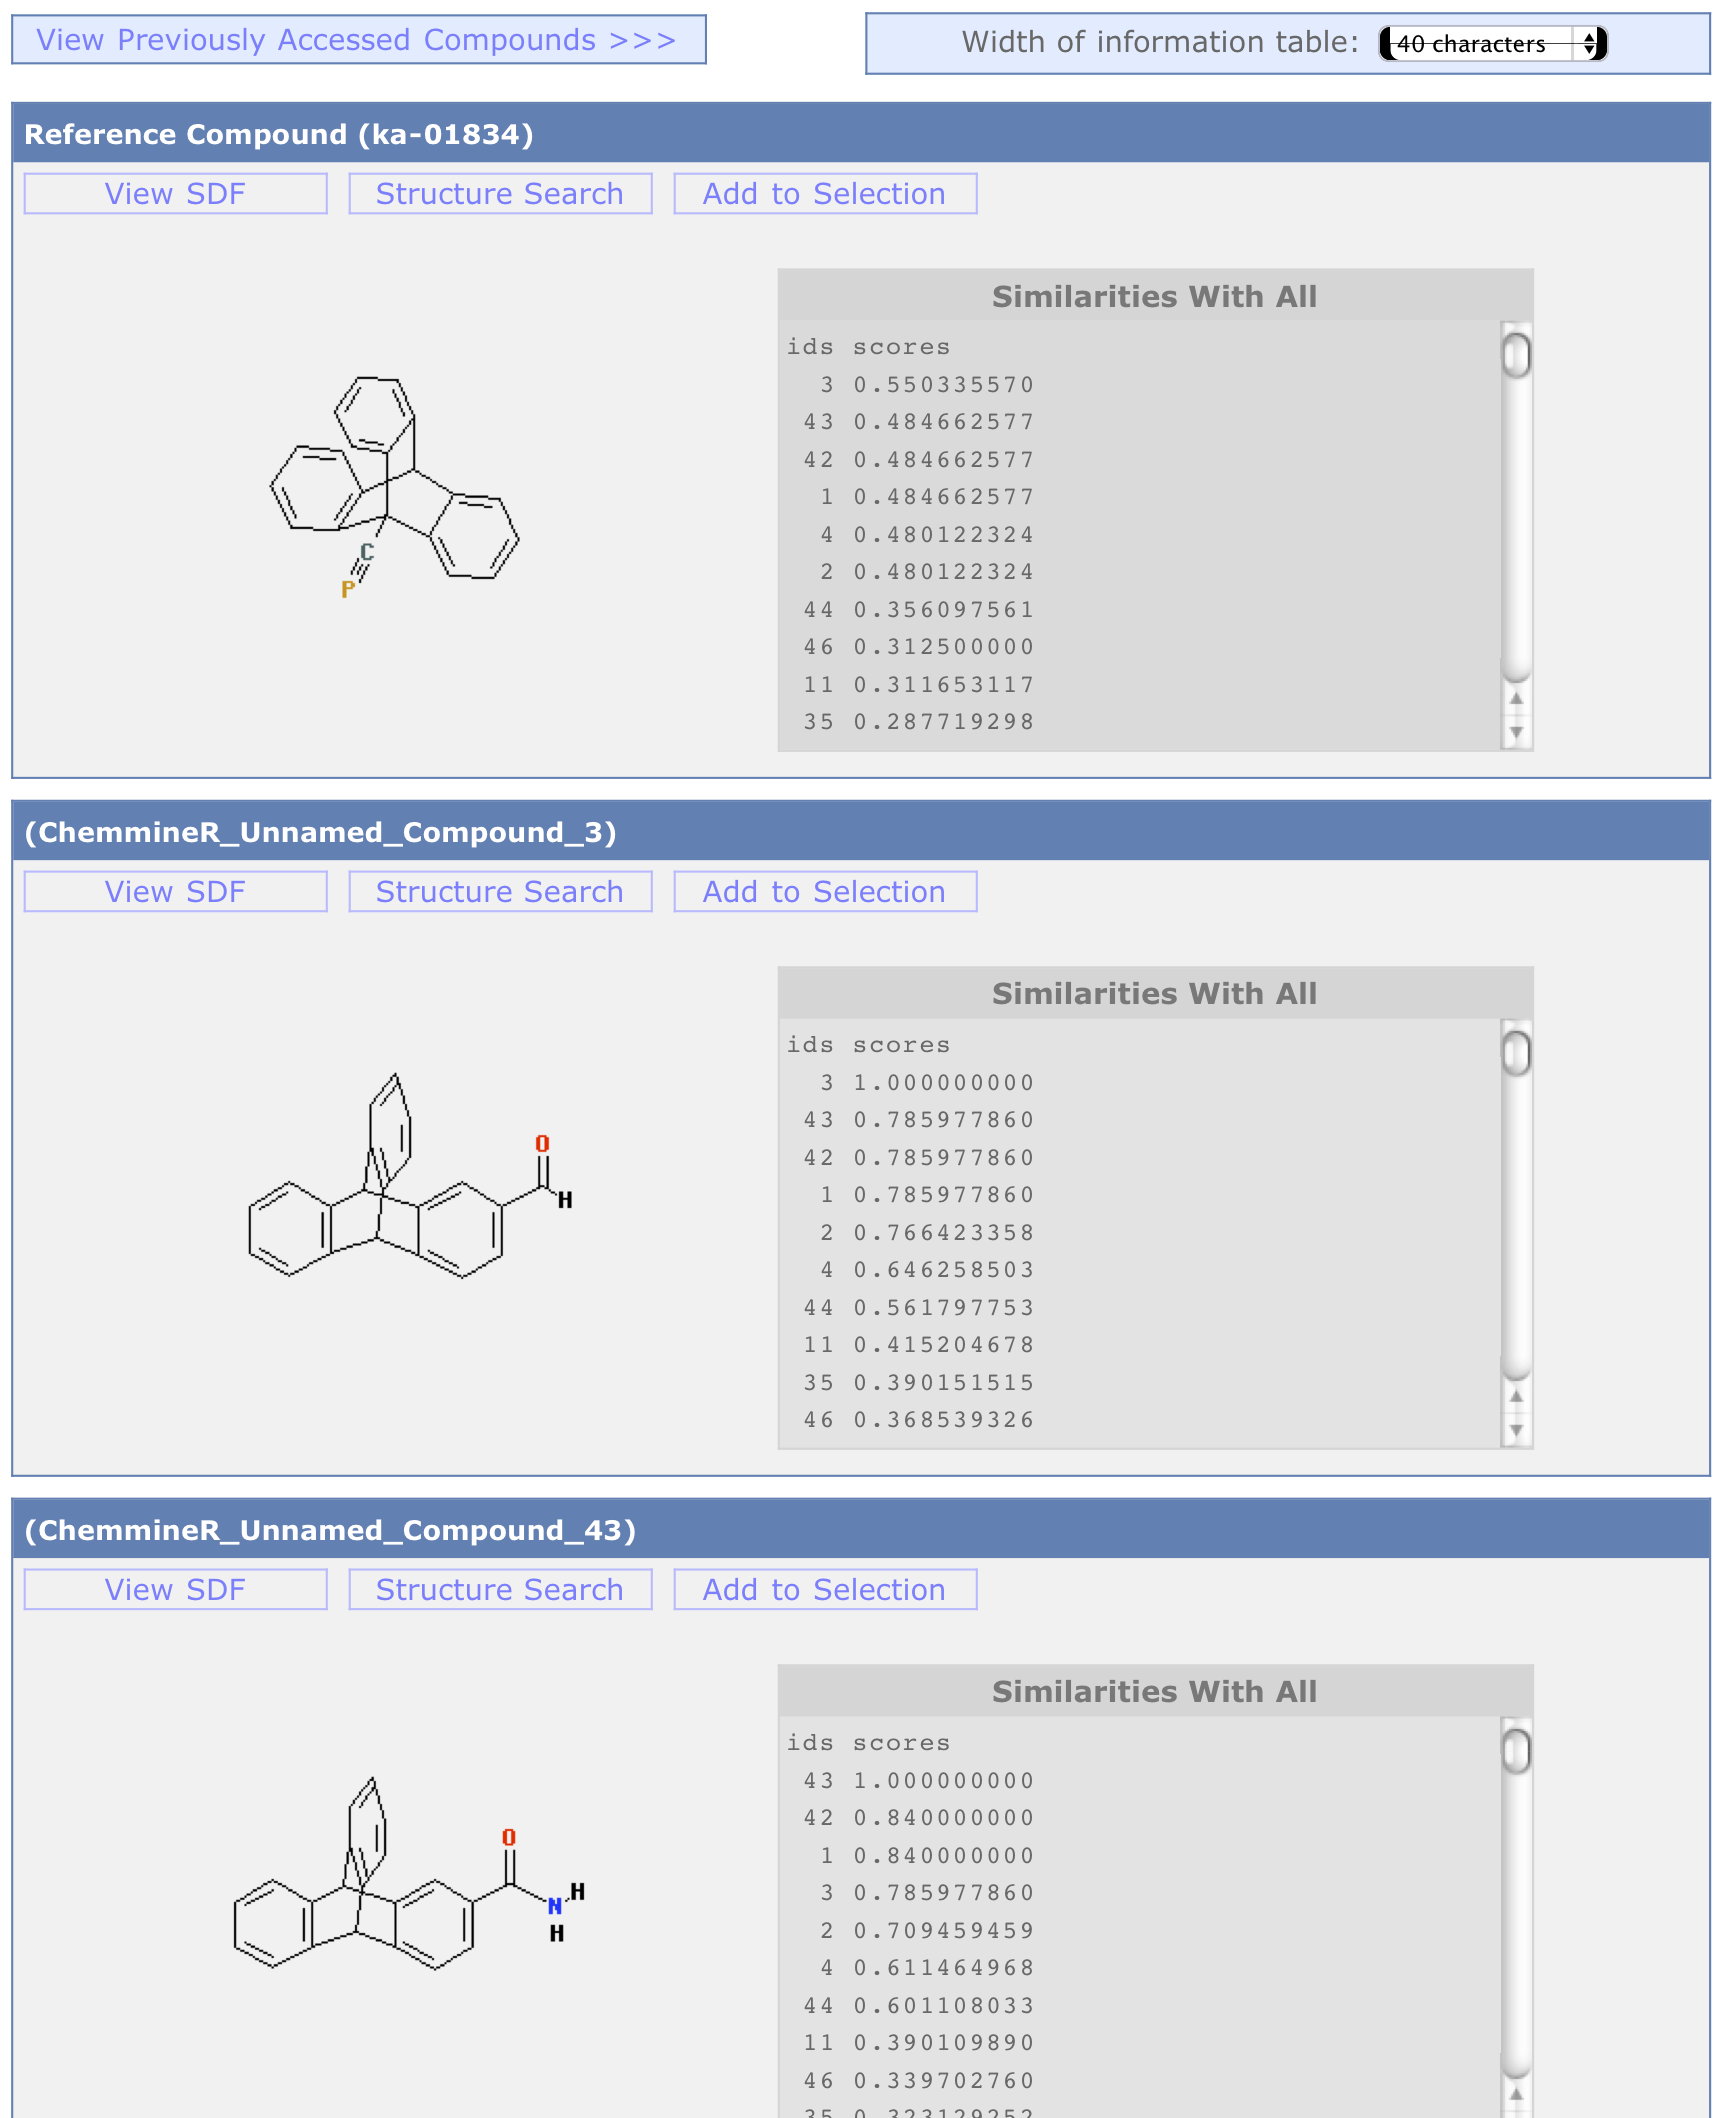 View Previously Accessed Compounds >>>
Width of information table: 40 characters
Reference Compound (ka-01834)
View SDF Structure Search Add to Selection
Similarities With All
ids scores
3 0.550335570
43 0.484662577
42 0.484662577
1 0.484662577
4 0.480122324
2 0.480122324
44 0.356097561
46 0.312500000
11 0.311653117
35 0.287719298
C
P
(ChemmineR_Unnamed_Compound_3)
View SDF Structure Search Add to Selection
Similarities With All
ids scores
3 1.000000000
43 0.785977860
42 0.785977860
1 0.785977860
2 0.766423358
4 0.646258503
44 0.561797753
11 0.415204678
35 0.390151515
46 0.368539326
O
H
(ChemmineR_Unnamed_Compound_43)
View SDF Structure Search Add to Selection
Similarities With All
ids scores
43 1.000000000
42 0.840000000
1 0.840000000
3 0.785977860
2 0.709459459
4 0.611464968
44 0.601108033
11 0.390109890
46 0.339702760
35 0.323129252
O
H
N
H